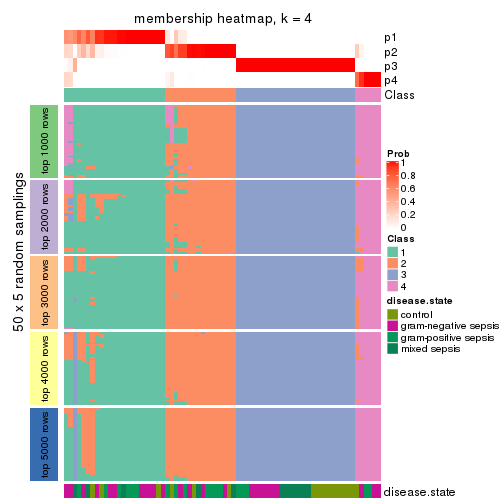 membership heatmap, k = 4
p1
p2
p3
p4
Class
50 x 5 random samplings
top 1000 rows
top 2000 rows
top 3000 rows
top 4000 rows
top 5000 rows
Prob
1
0.8
0.6
0.4
0.2
0
Class
1
2
3
4
disease.state
control
gram-negative sepsis
gram-positive sepsis
mixed sepsis
disease.state